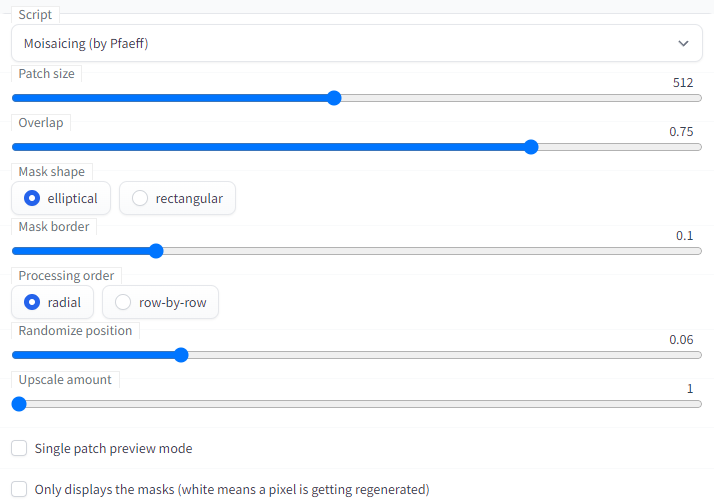 Script
Moisaicing (by Pfaeff)
Patch size
512
Overlap
0.75
Mask shape
elliptical
rectangular
Mask border
0.1
Processing order
radial
row-by-row
Randomize position
0.06
Upscale amount
1
Single patch preview mode
Only displays the masks (white means a pixel is getting regenerated)